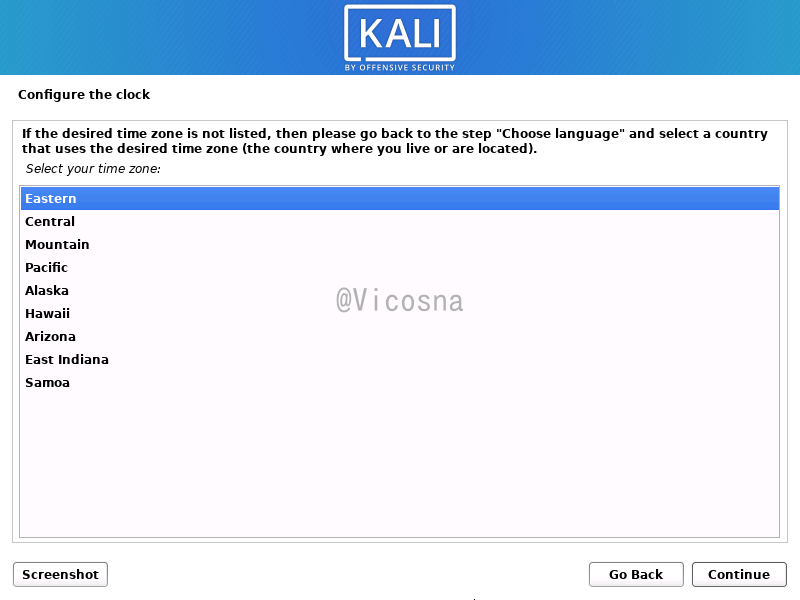 KALI
BY OFFENSIVE SECURITY
Configure the clock
If the desired time zone is not listed, then please go back to the step "Choose language" and select a country
that uses the desired time zone (the country where you live or are located).
Select your time zone:
Eastern
Central
Mountain
Pacific
Alaska
@Vicosna
Hawaii
Arizona
East Indiana
Samoa
Screenshot
Go Back
Continue